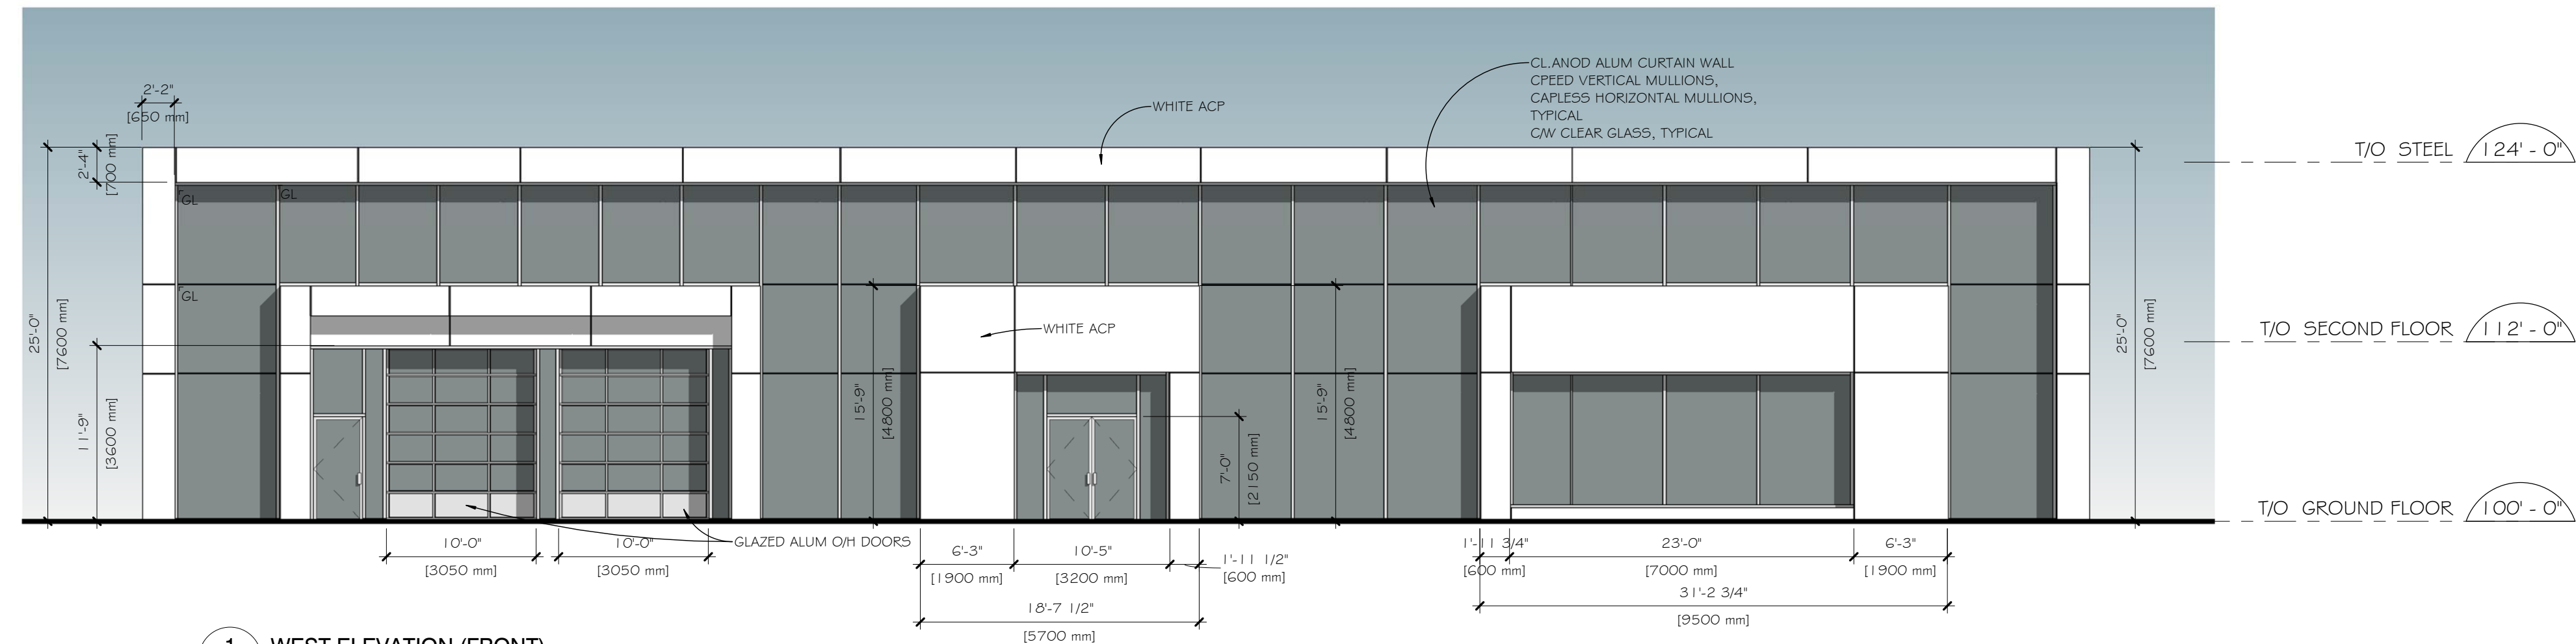 CL.ANOD ALUM CURTAIN WALL
CPEED VERTICAL MULLIONS,
CAPLESS HORIZONTAL MULLIONS,
TYPICAL
C/W CLEAR GLASS, TYPICAL
WHITE ACP
2'-2"
[650 mm]
2'-4"
[700 mm]
T/O STEEL
124' - 0"
GL
GL
GL
25'-0"
[7600 mm]
11'-9"
[3600 mm]
WHITE ACP
15'-9"
[4800 mm]
15'-9"
[4800 mm]
7'-0"
[2150 mm]
25'-0"
[7600 mm]
T/O SECOND FLOOR
112' - 0"
T/O GROUND FLOOR
100' - 0"
GLAZED ALUM O/H DOORS
10'-0"
[3050 mm]
10'-0"
[3050 mm]
6'-3"
[1900 mm]
10'-5"
[3200 mm]
1'-11 1/2"
[600 mm]
18'-7 1/2"
[5700 mm]
1'-11 3/4"
[600 mm]
23'-0"
[7000 mm]
6'-3"
[1900 mm]
31'-2 3/4"
[9500 mm]
1
WEST ELEVATION (FRONT)